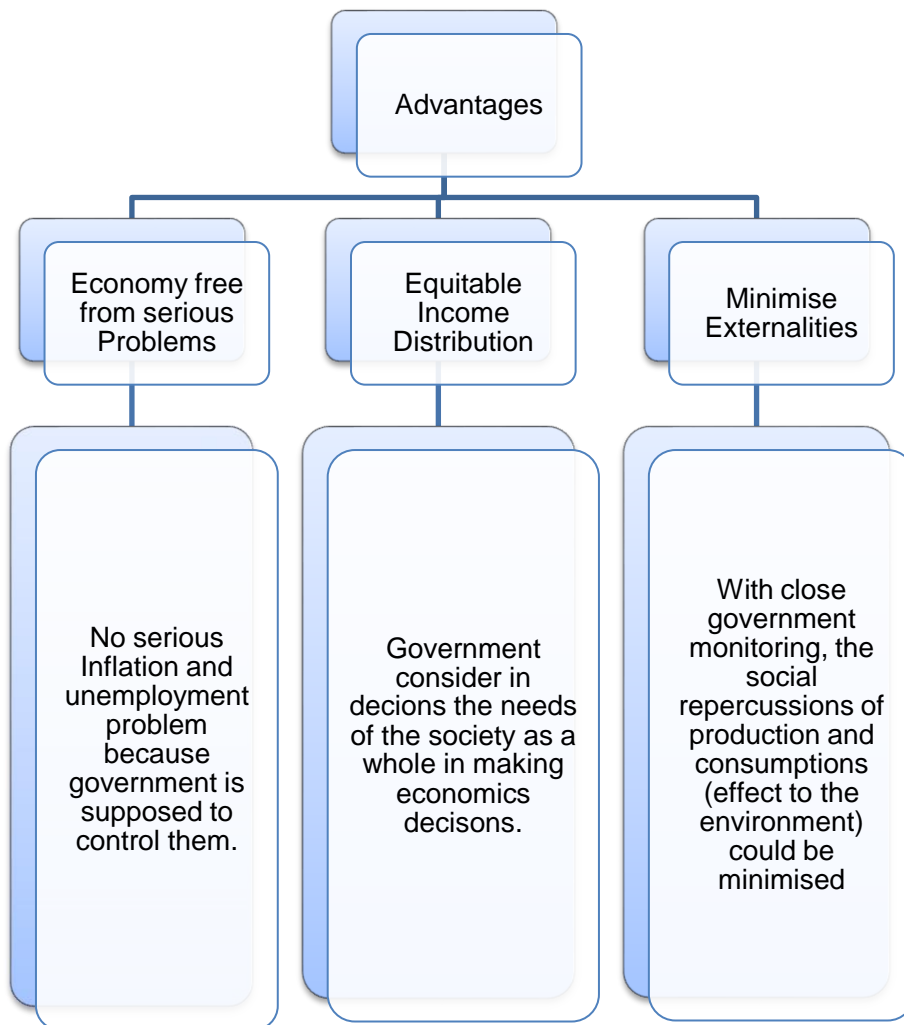 Advantages
Economy free
from serious
Problems
Equitable
Income
Distribution
Minimise
Externalities
No serious
Inflation and
unemployment
problem
because
government is
supposed to
control them.
Government
consider in
decions the needs
of the society as a
whole in making
economics
decisons.
With close
government
monitoring, the
social
repercussions of
production and
consumptions
(effect to the
environment)
could be
minimised